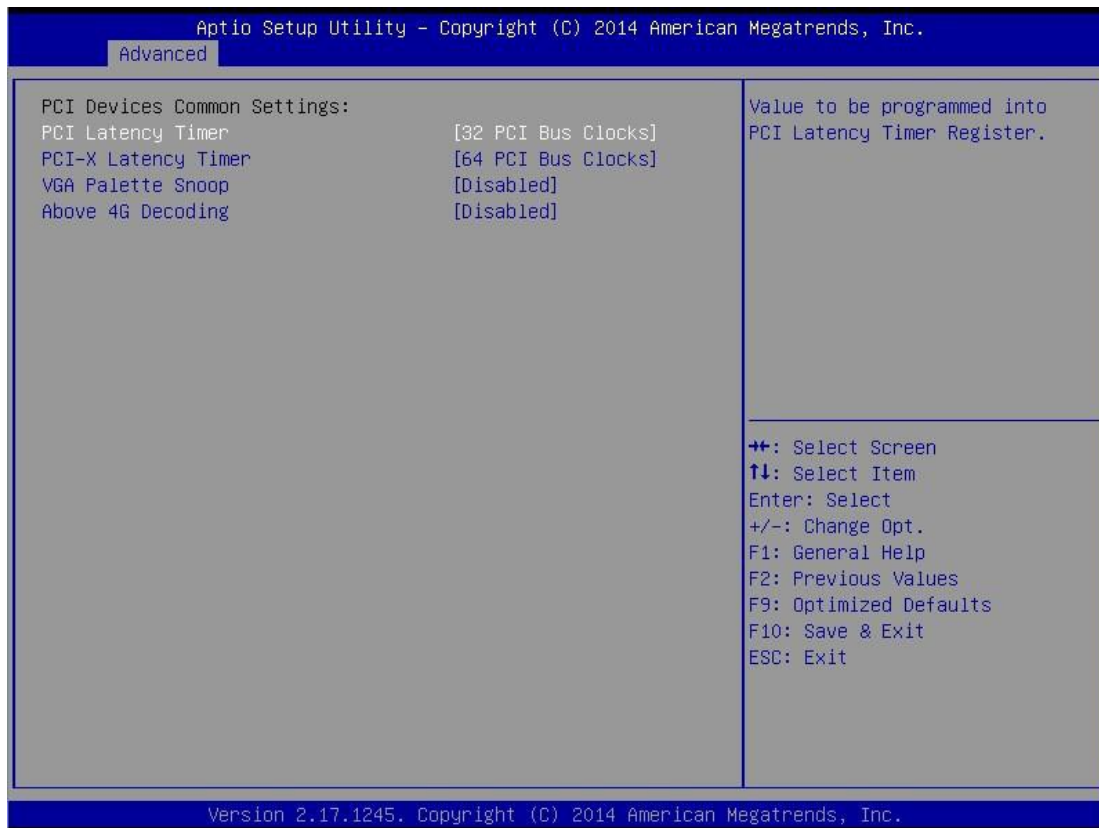 Aptio Setup Utility – Copyright (C) 2014 American Megatrends, Inc.
Advanced
PCI Devices Common Settings:
PCI Latency Timer [32 PCI Bus Clocks]
PCI-X Latency Timer [64 PCI Bus Clocks]
VGA Palette Snoop [Disabled]
Above 4G Decoding [Disabled]
Value to be programmed into
PCI Latency Timer Register.
→←: Select Screen
↑↓: Select Item
Enter: Select
+/-: Change Opt.
F1: General Help
F2: Previous Values
F9: Optimized Defaults
F10: Save & Exit
ESC: Exit
Version 2.17.1245. Copyright (C) 2014 American Megatrends, Inc.